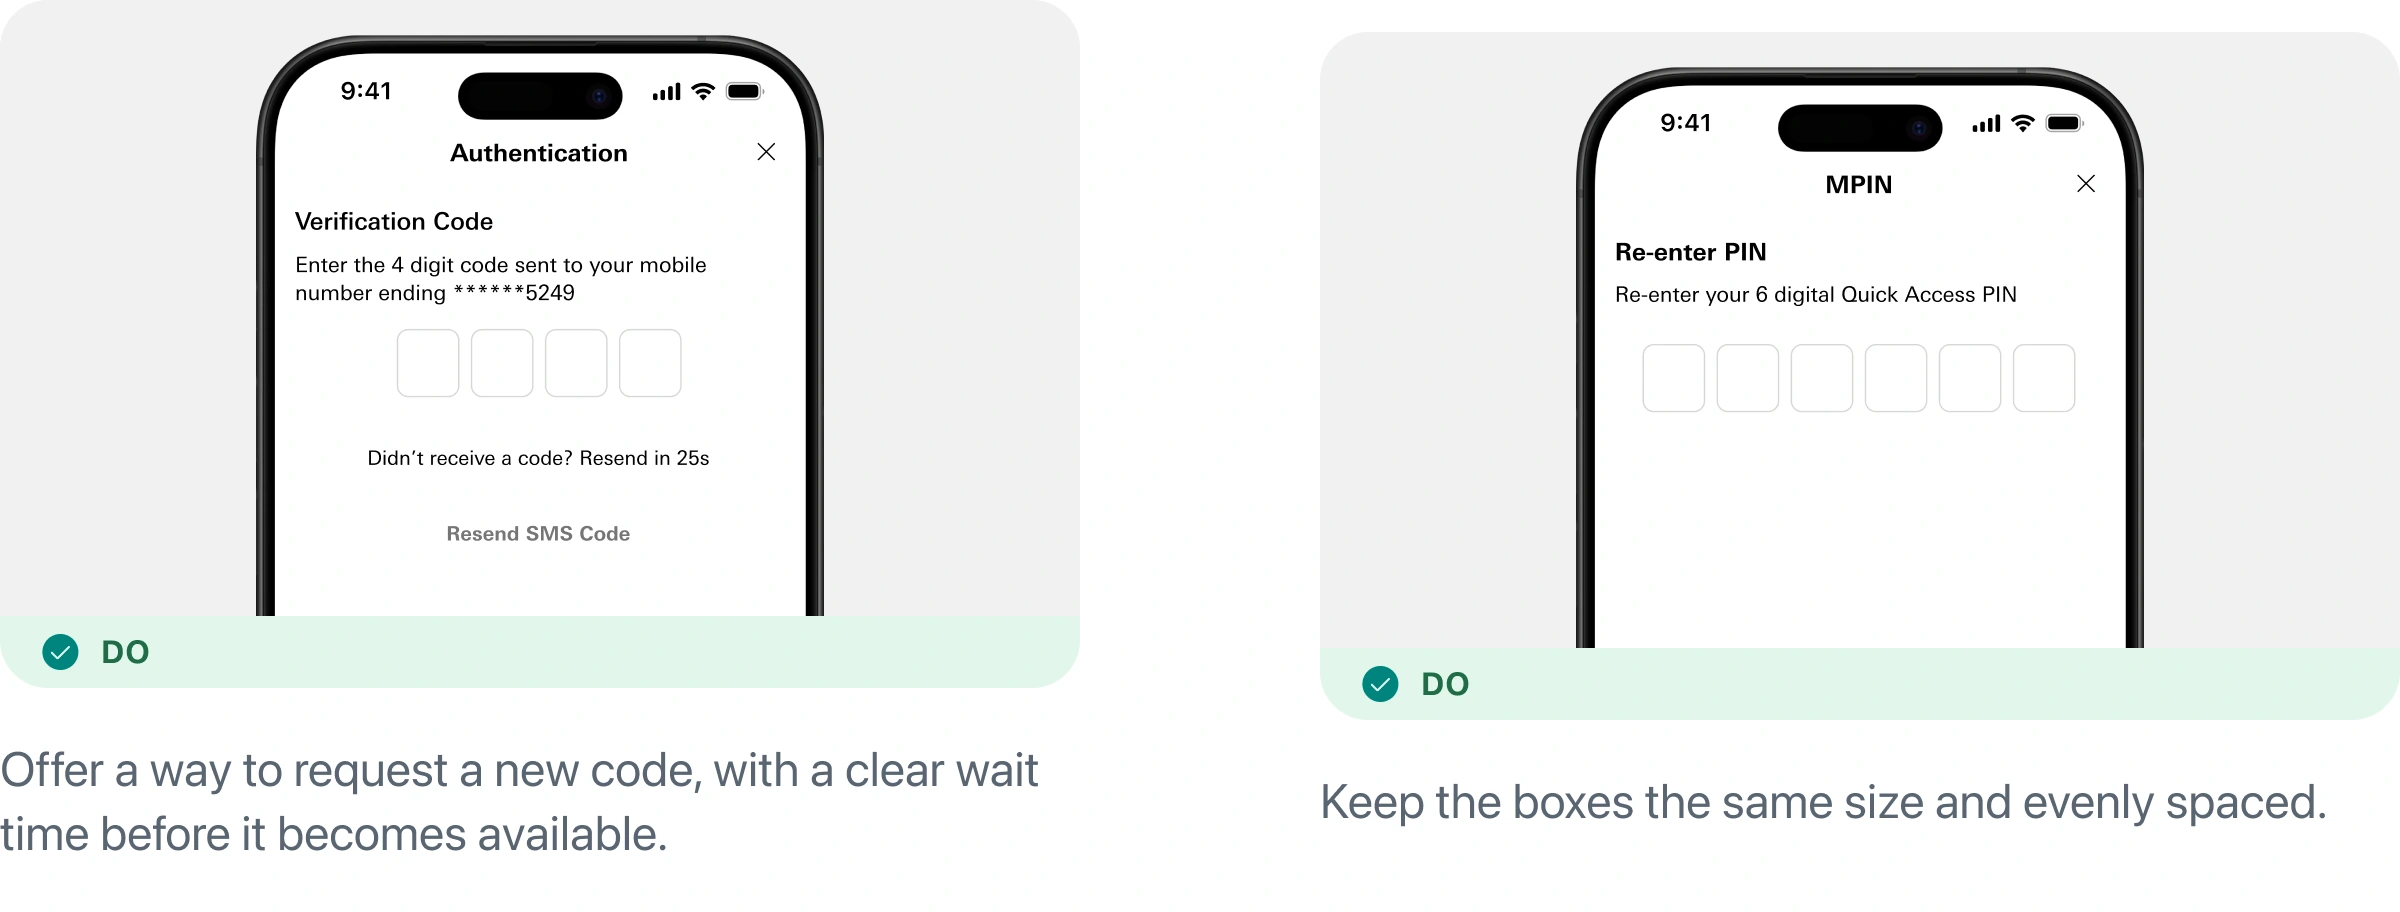 9:41
Authentication
Verification Code
Enter the 4 digit code sent to your mobile
number ending ******5249
Didn’t receive a code? Resend in 25s
Resend SMS Code
DO
Offer a way to request a new code, with a clear wait
time before it becomes available.
9:41
MPIN
Re-enter PIN
Re-enter your 6 digital Quick Access PIN
DO
Keep the boxes the same size and evenly spaced.